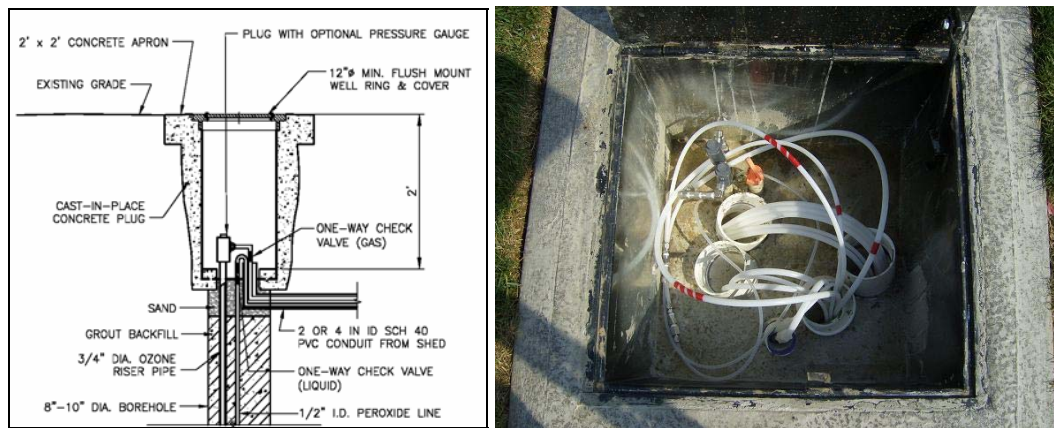 PLUG WITH OPTIONAL PRESSURE GAUGE
2' x 2' CONCRETE APRON
12"ø MIN. FLUSH MOUNT
WELL RING & COVER
EXISTING GRADE
2'
CAST-IN-PLACE
CONCRETE PLUG
ONE-WAY CHECK
VALVE (GAS)
SAND
GROUT BACKFILL
2 OR 4 IN ID SCH 40
PVC CONDUIT FROM SHED
3/4" DIA. OZONE
RISER PIPE
ONE-WAY CHECK VALVE
(LIQUID)
8"-10" DIA. BOREHOLE
1/2" I.D. PEROXIDE LINE